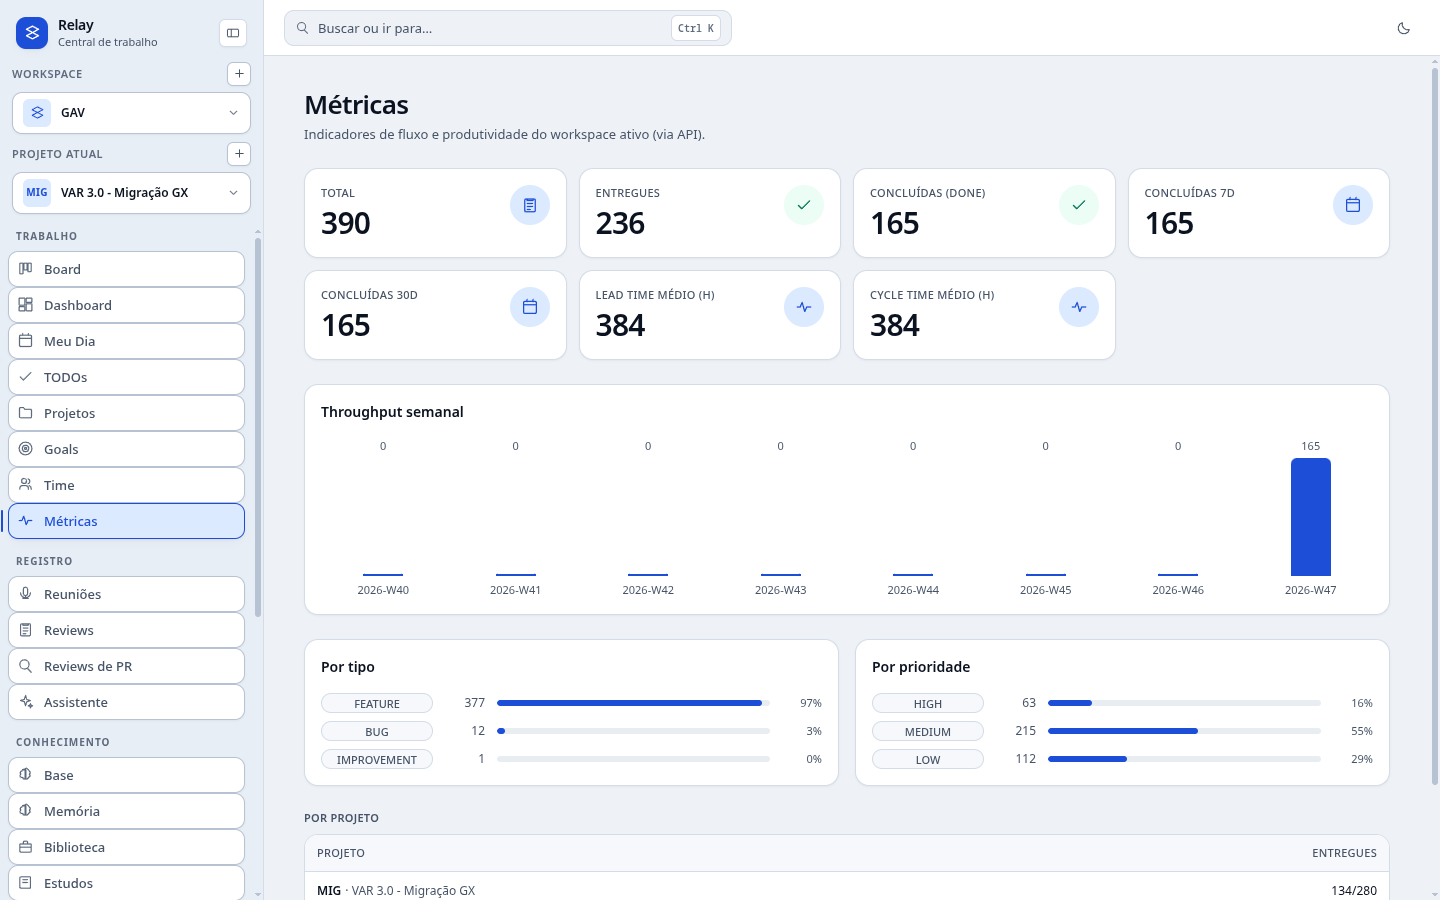 Relay
Central de trabalho
WORKSPACE
GAV
PROJETO ATUAL
MIG VAR 3.0 - Migração GX
TRABALHO
Board
Dashboard
Meu Dia
TODOs
Projetos
Goals
Time
Métricas
REGISTRO
Reuniões
Reviews
Reviews de PR
Assistente
CONHECIMENTO
Base
Memória
Biblioteca
Estudos
Buscar ou ir para... Ctrl K
Métricas
Indicadores de fluxo e produtividade do workspace ativo (via API).
TOTAL
390
ENTREGUES
236
CONCLUÍDAS (DONE)
165
CONCLUÍDAS 7D
165
CONCLUÍDAS 30D
165
LEAD TIME MÉDIO (H)
384
CYCLE TIME MÉDIO (H)
384
Throughput semanal
0 0 0 0 0 0 0 165
2026-W40 2026-W41 2026-W42 2026-W43 2026-W44 2026-W45 2026-W46 2026-W47
Por tipo
FEATURE 377 97%
BUG 12 3%
IMPROVEMENT 1 0%
Por prioridade
HIGH 63 16%
MEDIUM 215 55%
LOW 112 29%
POR PROJETO
PROJETO ENTREGUES
MIG · VAR 3.0 - Migração GX 134/280